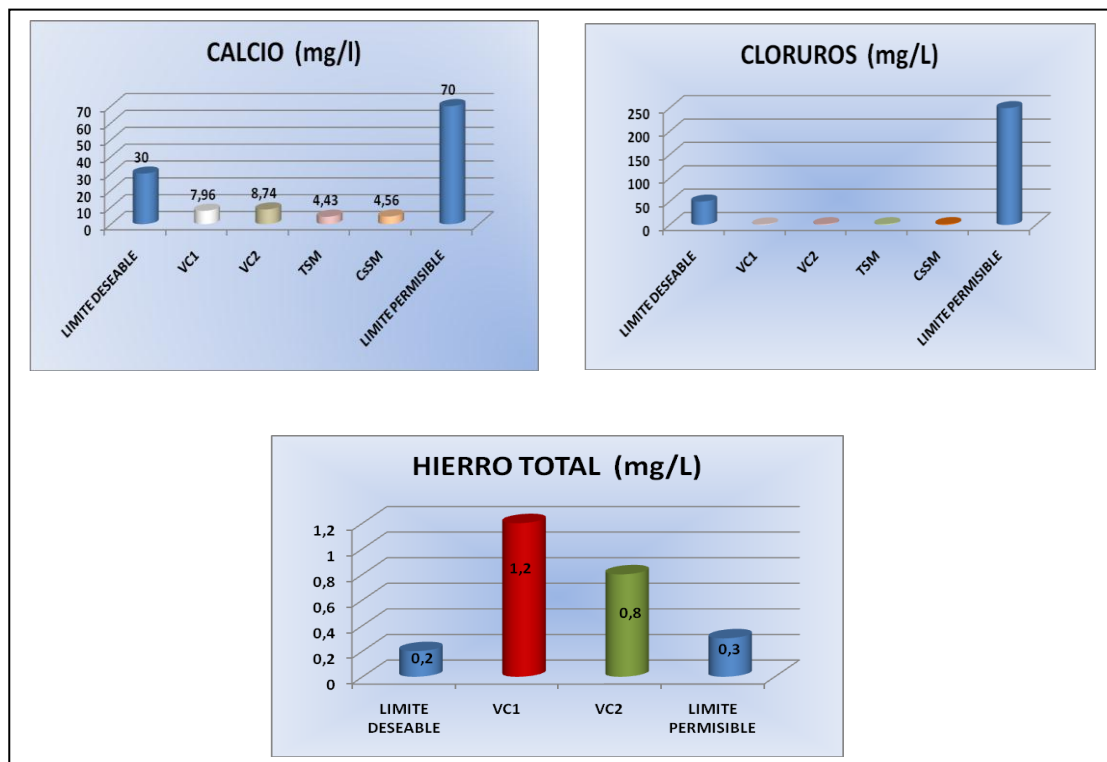 CALCIO (mg/l)
70
60
50
40
30
20
10
0
30
7,96
8,74
4,43
4,56
70
LIMITE DESEABLE
VC1
VC2
TSM
CsSM
LIMITE PERMISIBLE
CLORUROS (mg/L)
250
200
150
100
50
0
LIMITE DESEABLE
VC1
VC2
TSM
CsSM
LIMITE PERMISIBLE
HIERRO TOTAL (mg/L)
1,2
1
0,8
0,6
0,4
0,2
0
0,2
1,2
0,8
0,3
LIMITE
DESEABLE
VC1
VC2
LIMITE
PERMISIBLE